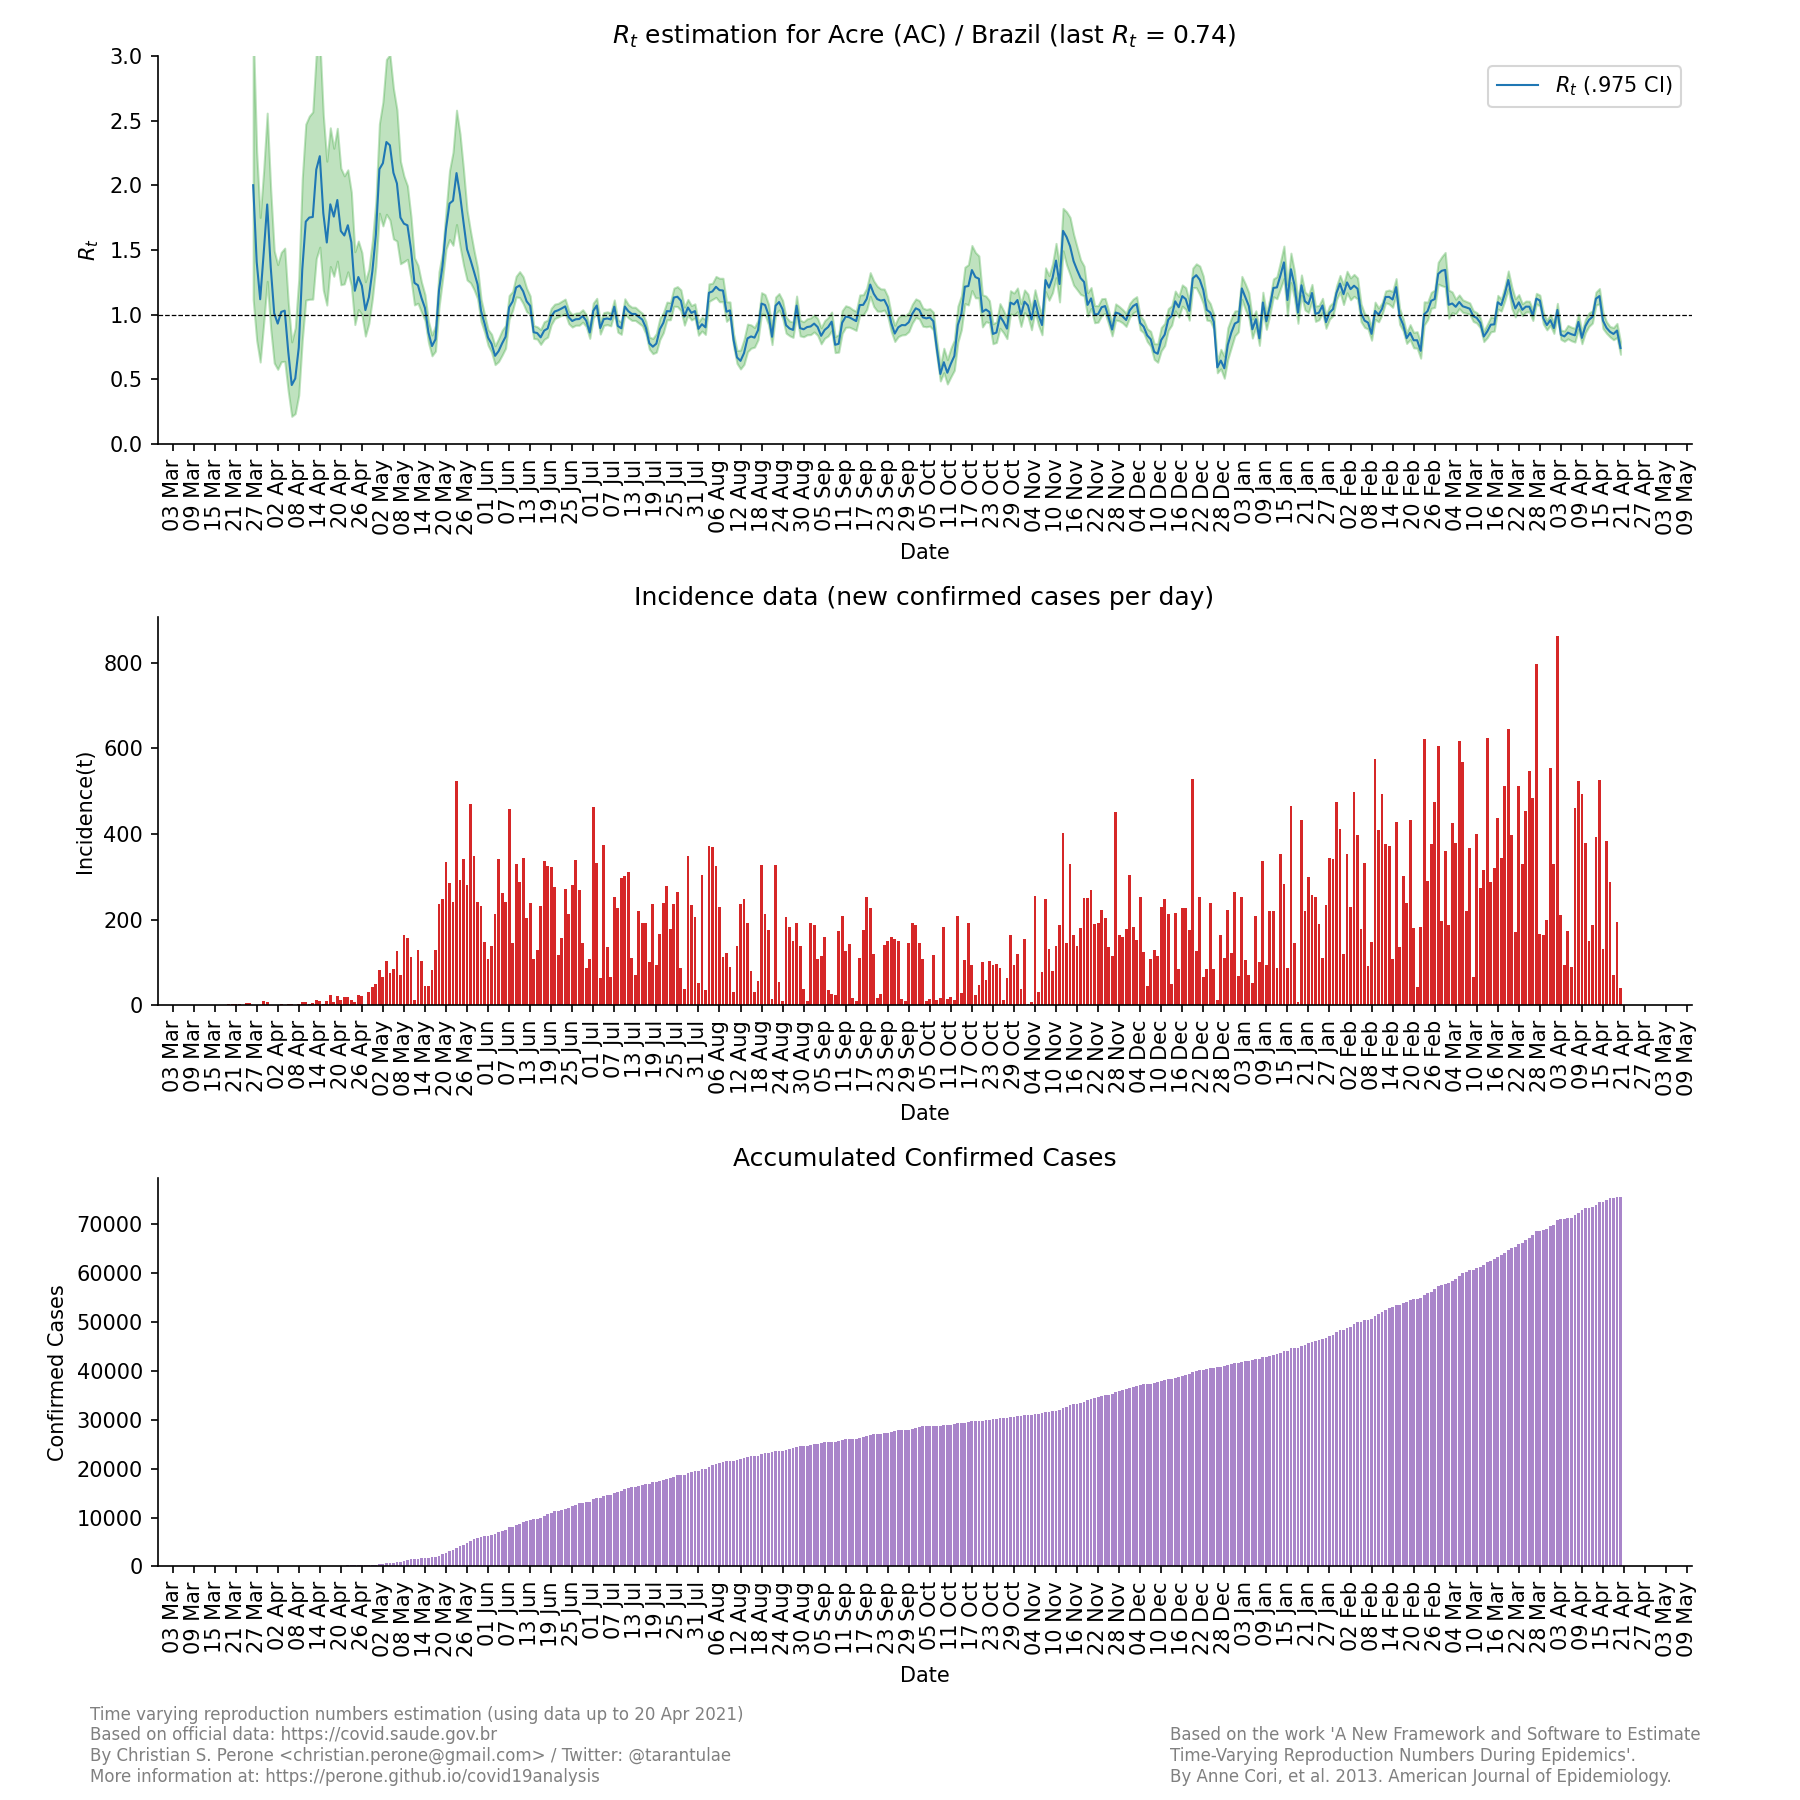 Rt estimation for Acre (AC) / Brazil (last Rt = 0.74)
3.0
2.5
2.0
1.5
1.0
0.5
0.0
Rt
Rt (.975 CI)
03 Mar 09 Mar 15 Mar 21 Mar 27 Mar 02 Apr 08 Apr 14 Apr 20 Apr 26 Apr 02 May 08 May 14 May 20 May 26 May 01 Jun 07 Jun 13 Jun 19 Jun 25 Jun 01 Jul 07 Jul 13 Jul 19 Jul 25 Jul 31 Jul 06 Aug 12 Aug 18 Aug 24 Aug 30 Aug 05 Sep 11 Sep 17 Sep 23 Sep 29 Sep 05 Oct 11 Oct 17 Oct 23 Oct 29 Oct 04 Nov 10 Nov 16 Nov 22 Nov 28 Nov 04 Dec 10 Dec 16 Dec 22 Dec 28 Dec 03 Jan 09 Jan 15 Jan 21 Jan 27 Jan 02 Feb 08 Feb 14 Feb 20 Feb 26 Feb 04 Mar 10 Mar 16 Mar 22 Mar 28 Mar 03 Apr 09 Apr 15 Apr 21 Apr 27 Apr 03 May 09 May
Date
Incidence data (new confirmed cases per day)
800
600
400
200
0
Incidence(t)
03 Mar 09 Mar 15 Mar 21 Mar 27 Mar 02 Apr 08 Apr 14 Apr 20 Apr 26 Apr 02 May 08 May 14 May 20 May 26 May 01 Jun 07 Jun 13 Jun 19 Jun 25 Jun 01 Jul 07 Jul 13 Jul 19 Jul 25 Jul 31 Jul 06 Aug 12 Aug 18 Aug 24 Aug 30 Aug 05 Sep 11 Sep 17 Sep 23 Sep 29 Sep 05 Oct 11 Oct 17 Oct 23 Oct 29 Oct 04 Nov 10 Nov 16 Nov 22 Nov 28 Nov 04 Dec 10 Dec 16 Dec 22 Dec 28 Dec 03 Jan 09 Jan 15 Jan 21 Jan 27 Jan 02 Feb 08 Feb 14 Feb 20 Feb 26 Feb 04 Mar 10 Mar 16 Mar 22 Mar 28 Mar 03 Apr 09 Apr 15 Apr 21 Apr 27 Apr 03 May 09 May
Date
Accumulated Confirmed Cases
70000
60000
50000
40000
30000
20000
10000
0
Confirmed Cases
03 Mar 09 Mar 15 Mar 21 Mar 27 Mar 02 Apr 08 Apr 14 Apr 20 Apr 26 Apr 02 May 08 May 14 May 20 May 26 May 01 Jun 07 Jun 13 Jun 19 Jun 25 Jun 01 Jul 07 Jul 13 Jul 19 Jul 25 Jul 31 Jul 06 Aug 12 Aug 18 Aug 24 Aug 30 Aug 05 Sep 11 Sep 17 Sep 23 Sep 29 Sep 05 Oct 11 Oct 17 Oct 23 Oct 29 Oct 04 Nov 10 Nov 16 Nov 22 Nov 28 Nov 04 Dec 10 Dec 16 Dec 22 Dec 28 Dec 03 Jan 09 Jan 15 Jan 21 Jan 27 Jan 02 Feb 08 Feb 14 Feb 20 Feb 26 Feb 04 Mar 10 Mar 16 Mar 22 Mar 28 Mar 03 Apr 09 Apr 15 Apr 21 Apr 27 Apr 03 May 09 May
Date
Time varying reproduction numbers estimation (using data up to 20 Apr 2021)
Based on official data: https://covid.saude.gov.br
By Christian S. Perone <christian.perone@gmail.com> / Twitter: @tarantulae
More information at: https://perone.github.io/covid19analysis
Based on the work 'A New Framework and Software to Estimate
Time-Varying Reproduction Numbers During Epidemics'.
By Anne Cori, et al. 2013. American Journal of Epidemiology.